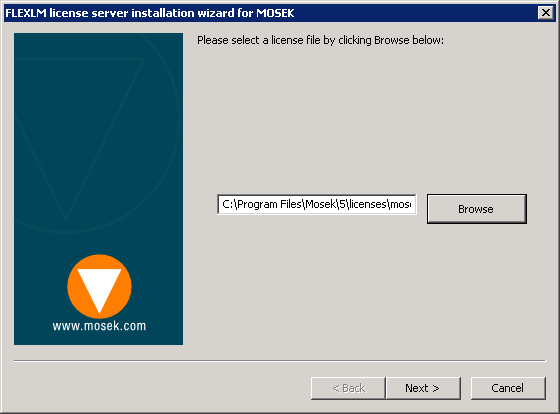 FLEXLM license server installation wizard for MOSEK
Please select a license file by clicking Browse below:
C:\Program Files\Mosek\5\licenses\mos
Browse
www.mosek.com
< Back
Next >
Cancel